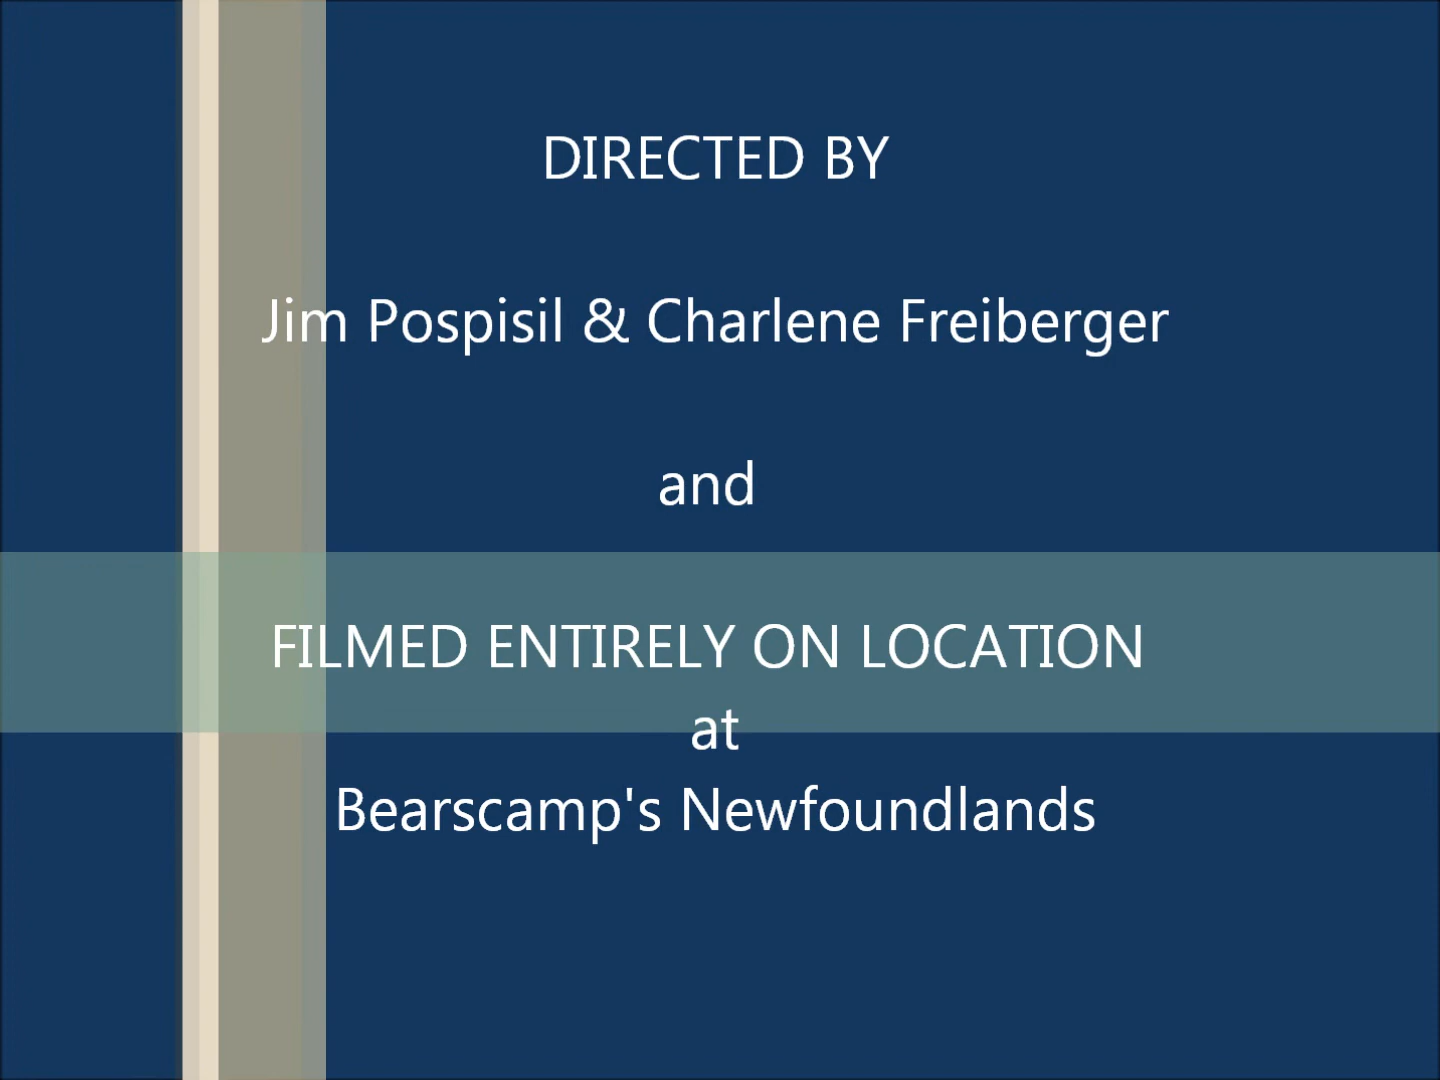 DIRECTED BY
Jim Pospisil & Charlene Freiberger
and
FILMED ENTIRELY ON LOCATION
at
Bearscamp's Newfoundlands